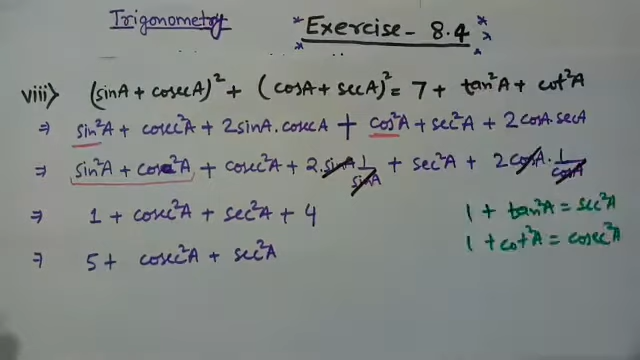 Trigonometry
Exercise - 8.4
viii) (sinA + cosecA)² + (cosA + secA)² = 7 + tan²A + cot²A
⇒ sin²A + cosec²A + 2sinA.cosecA + cos²A + sec²A + 2cosA.secA
⇒ sin²A + cos²A + cosec²A + 2.sinA.1/sinA + sec²A + 2cosA.1/cosA
⇒ 1 + cosec²A + sec²A + 4
⇒ 5 + cosec²A + sec²A
1 + tan²A = sec²A
1 + cot²A = cosec²A